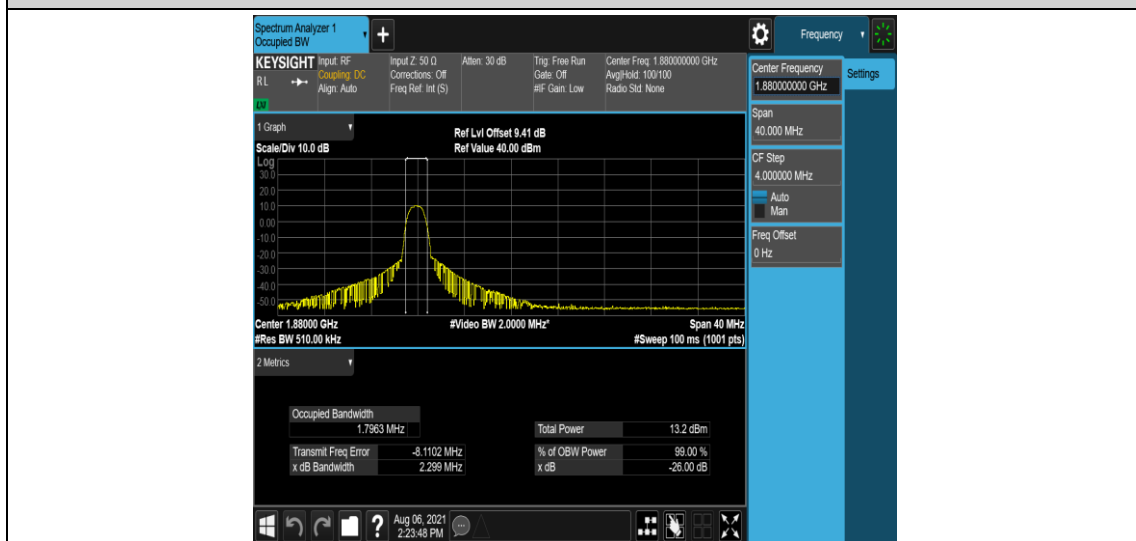 Spectrum Analyzer 1
Occupied BW
+
Frequency
KEYSIGHT
RL
LXI
Input: RF
Coupling: DC
Align: Auto
Input Z: 50 Ω
Corrections: Off
Freq Ref: Int (S)
Atten: 30 dB
Trig: Free Run
Gate: Off
#IF Gain: Low
Center Freq: 1.880000000 GHz
Avg|Hold: 100/100
Radio Std: None
Center Frequency
1.880000000 GHz
Settings
Span
40.000 MHz
CF Step
4.000000 MHz
Auto
Man
Freq Offset
0 Hz
1 Graph
Scale/Div 10.0 dB
Ref Lvl Offset 9.41 dB
Ref Value 40.00 dBm
Log
30.0
20.0
10.0
0.00
-10.0
-20.0
-30.0
-40.0
-50.0
Center 1.88000 GHz
#Video BW 2.0000 MHz*
Span 40 MHz
#Res BW 510.00 kHz
#Sweep 100 ms (1001 pts)
2 Metrics
Occupied Bandwidth
1.7963 MHz
Total Power 13.2 dBm
Transmit Freq Error -8.1102 MHz
% of OBW Power 99.00 %
x dB Bandwidth 2.299 MHz
x dB -26.00 dB
?
Aug 06, 2021
2:23:48 PM